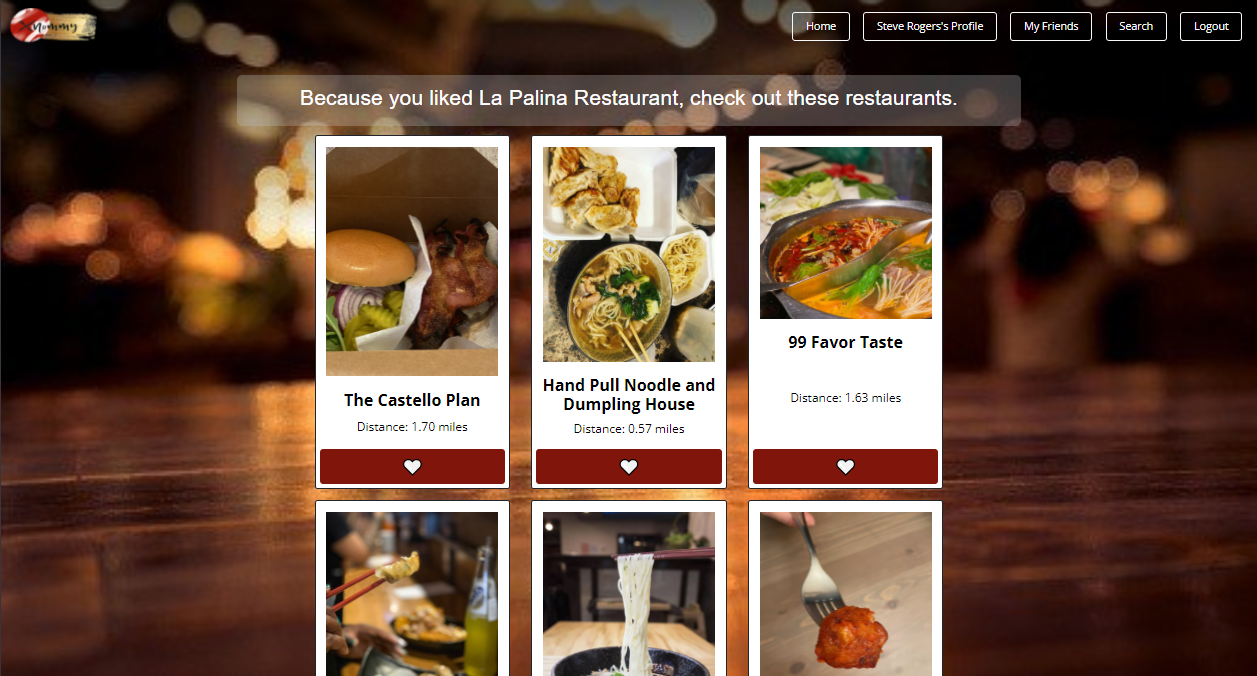 Nommy
Home
Steve Rogers's Profile
My Friends
Search
Logout
Because you liked La Palina Restaurant, check out these restaurants.
The Castello Plan
Distance: 1.70 miles
Hand Pull Noodle and
Dumpling House
Distance: 0.57 miles
99 Favor Taste
Distance: 1.63 miles